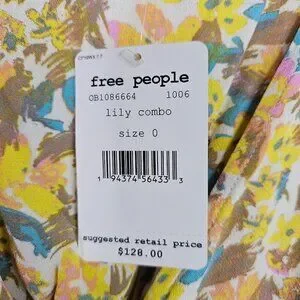 free people
OB1086664 1006
lily combo
size 0
1 94374 56433 3
suggested retail price
$128.00